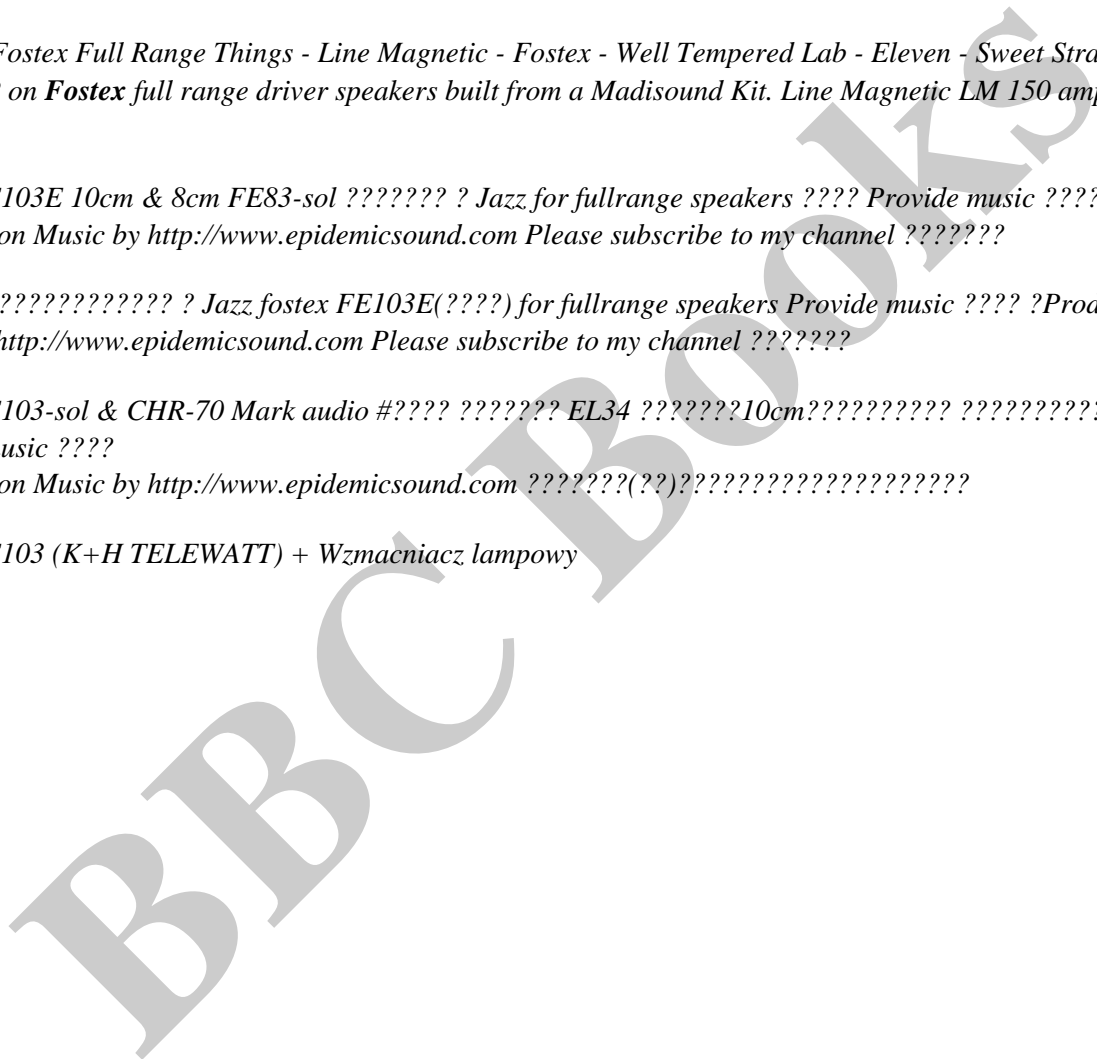 Fostex Full Range Things - Line Magnetic - Fostex - Well Tempered Lab - Eleven - Sweet
on Fostex full range driver speakers built from a Madisound Kit. Line Magnetic LM 150
103E 10cm & 8cm FE83-sol ??????? ? Jazz for fullrange speakers ???? Provide music ????
on Music by http://www.epidemicsound.com Please subscribe to my channel ???????
???????????? ? Jazz fostex FE103E(????) for fullrange speakers Provide music ????
http://www.epidemicsound.com Please subscribe to my channel ???????
103-sol & CHR-70 Mark audio #???? ??????? EL34 ???????10cm?????????? ??????????
usic ????
on Music by http://www.epidemicsound.com ???????(??)????????????????????
103 (K+H TELEWATT) + Wzmacniacz lampowy
BBC Books